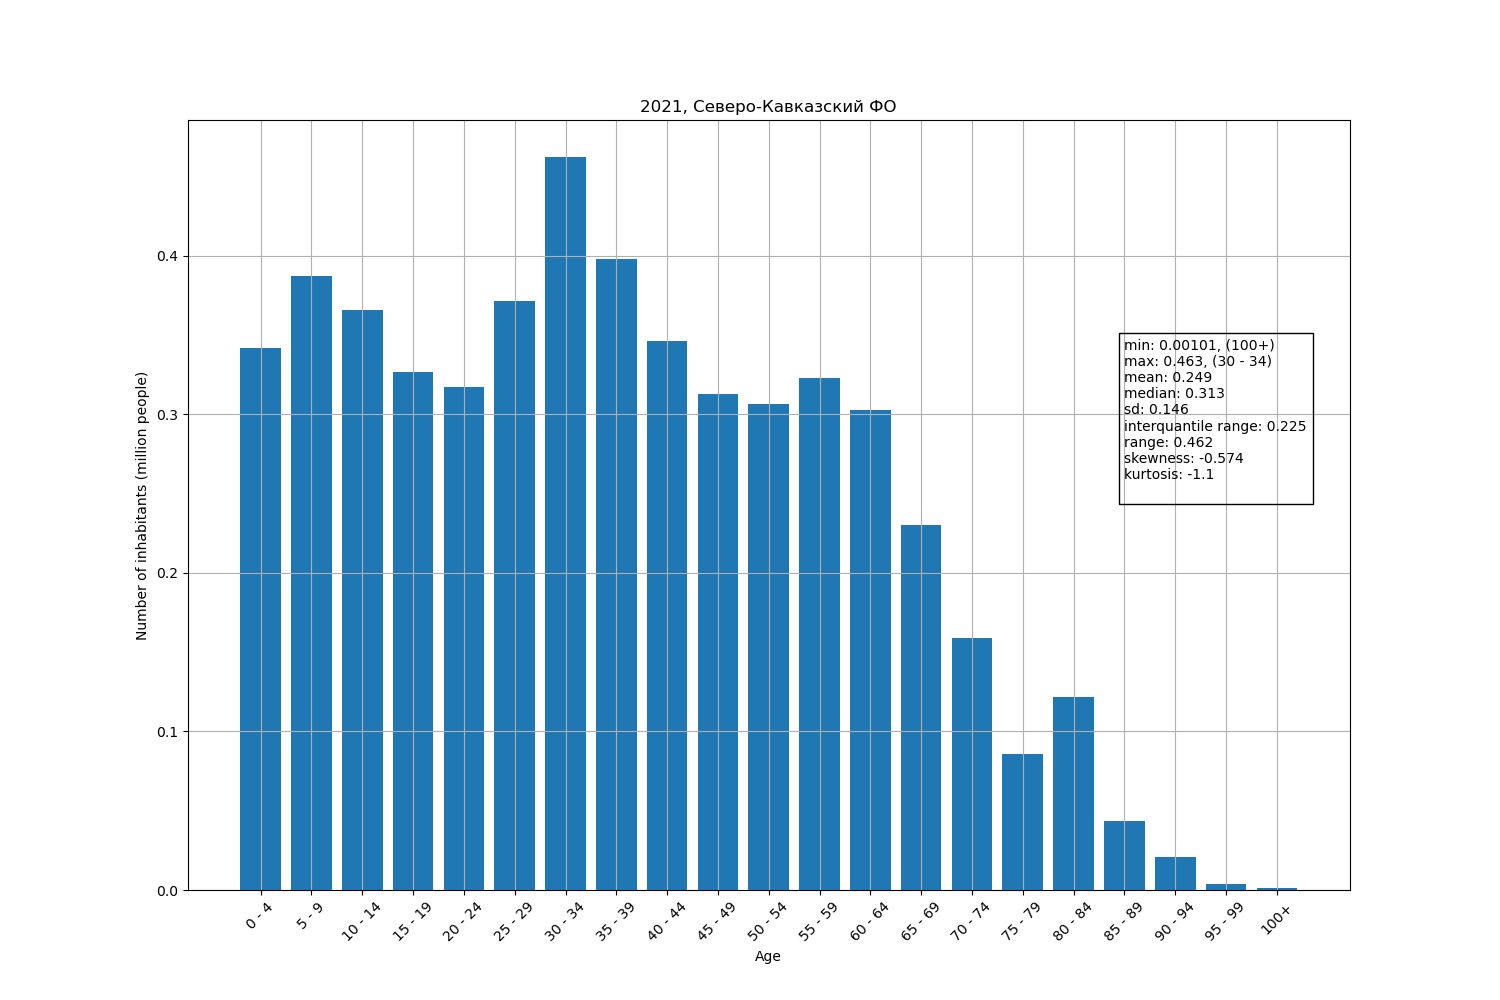 2021, Северо-Кавказский ФО
Number of inhabitants (million people)
0.4
0.3
0.2
0.1
0.0
min: 0.00101, (100+)
max: 0.463, (30 - 34)
mean: 0.249
median: 0.313
sd: 0.146
interquantile range: 0.225
range: 0.462
skewness: -0.574
kurtosis: -1.1
0 - 4
5 - 9
10 - 14
15 - 19
20 - 24
25 - 29
30 - 34
35 - 39
40 - 44
45 - 49
50 - 54
55 - 59
60 - 64
65 - 69
70 - 74
75 - 79
80 - 84
85 - 89
90 - 94
95 - 99
100+
Age